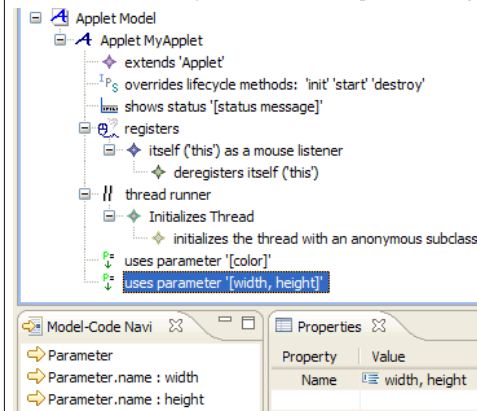 Applet Model
Applet MyApplet
extends 'Applet'
overrides lifecycle methods: 'init' 'start' 'destroy'
shows status '[status message]'
registers
itself ('this') as a mouse listener
deregisters itself ('this')
thread runner
Initializes Thread
initializes the thread with an anonymous subclass
uses parameter '[color]'
uses parameter '[width, height]'
Model-Code Navi
Parameter
Parameter.name : width
Parameter.name : height
Properties
Property Value
Name width, height